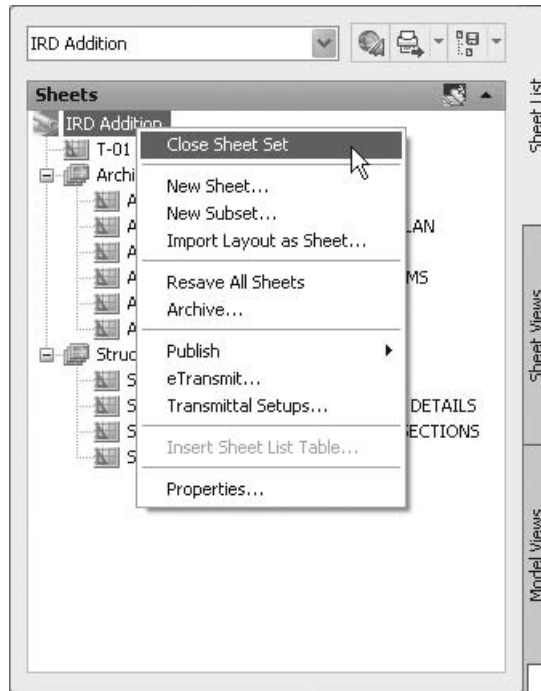 IRD Addition
Sheets
IRD Addition
T-01
Archi
Close Sheet Set
New Sheet...
New Subset...
Import Layout as Sheet...
Resave All Sheets
Archive...
Publish
eTransmit...
Transmittal Setups...
Insert Sheet List Table...
Properties...
A
A LAN
A
A MS
A
A
Struc
S
S DETAILS
S ECTIONS
S
Sheet List
Sheet Views
Model Views